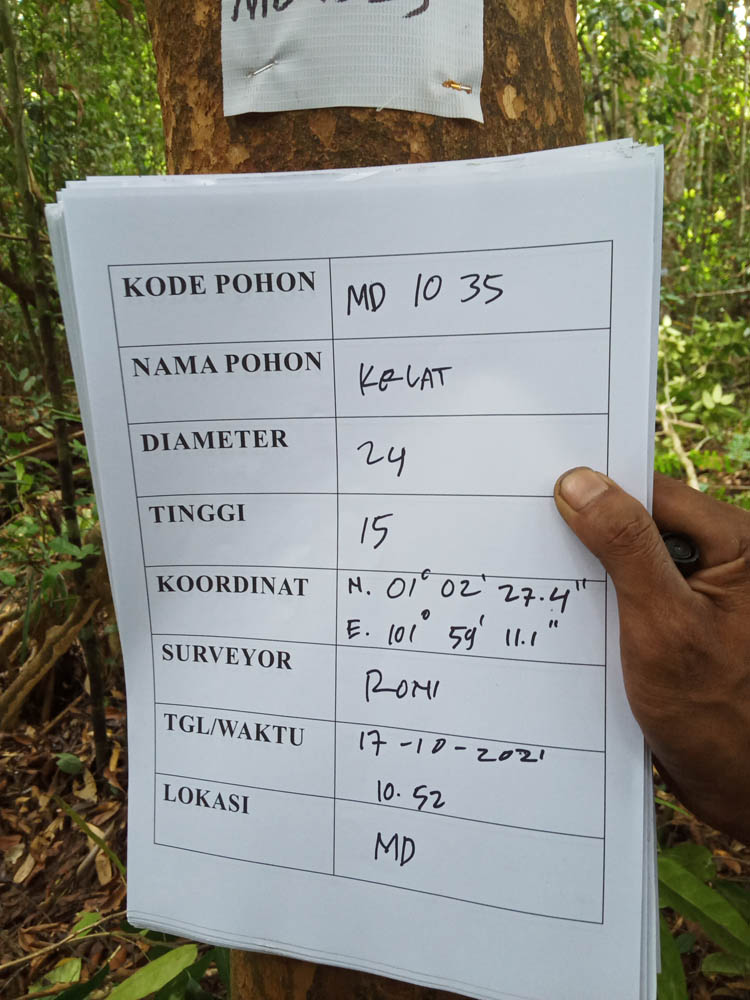 KODE POHON MD 10 35
NAMA POHON KELAT
DIAMETER 24
TINGGI 15
KOORDINAT N. 01° 02' 27.4"
E. 101° 59' 11.1"
SURVEYOR ROMI
TGL/WAKTU 17-10-2021
10.52
LOKASI MD